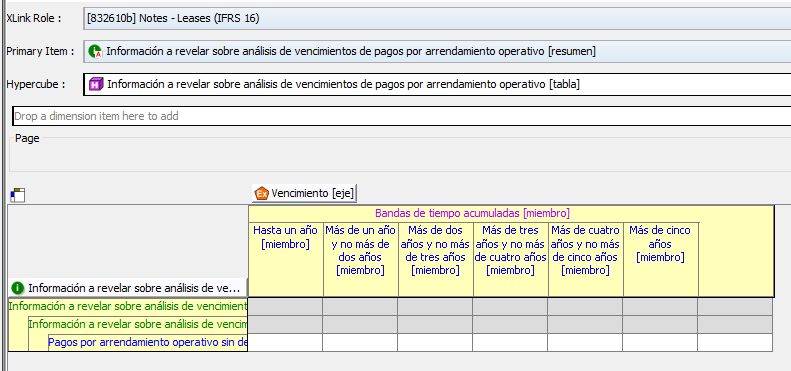 XLink Role : [832610b] Notes - Leases (IFRS 16)
Primary Item : Información a revelar sobre análisis de vencimientos de pagos por arrendamiento operativo [resumen]
Hypercube : Información a revelar sobre análisis de vencimientos de pagos por arrendamiento operativo [tabla]
Drop a dimension item here to add
Page
Vencimiento [eje]
Bandas de tiempo acumuladas [miembro]
Hasta un año [miembro]
Más de un año y no más de dos años [miembro]
Más de dos años y no más de tres años [miembro]
Más de tres años y no más de cuatro años [miembro]
Más de cuatro años y no más de cinco años [miembro]
Más de cinco años [miembro]
Información a revelar sobre análisis de ve...
Información a revelar sobre análisis de vencimient
Información a revelar sobre análisis de vencim
Pagos por arrendamiento operativo sin de